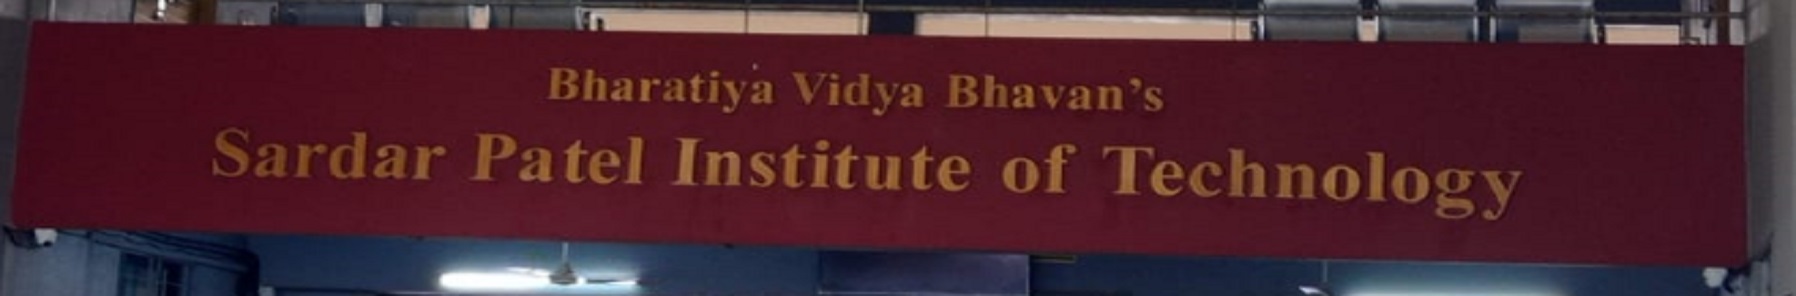 Bharatiya Vidya Bhavan’s
Sardar Patel Institute of Technology